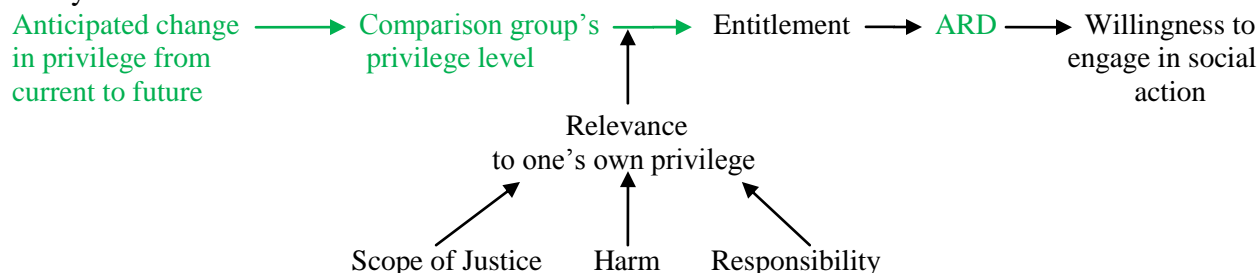 Anticipated change
in privilege from
current to future
Comparison group's
privilege level
Entitlement
ARD
Willingness to
engage in social
action
Relevance
to one's own privilege
Scope of Justice
Harm
Responsibility